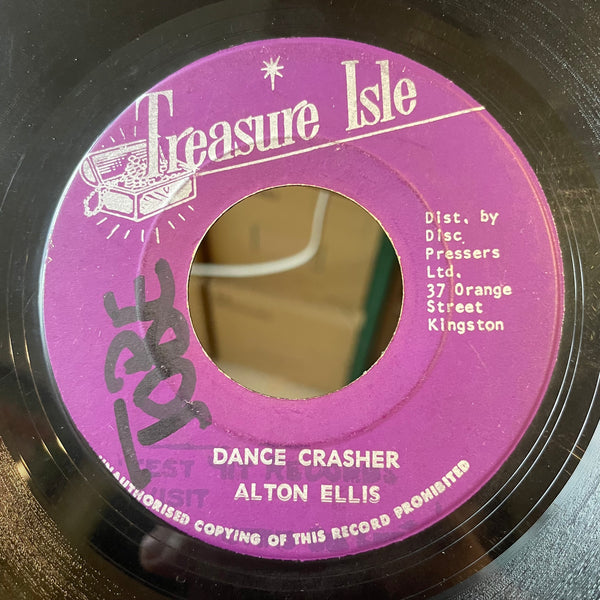 Treasure Isle
Dist. by
Disc
Pressers
Ltd.
37 Orange
Street
Kingston
DANCE CRASHER
ALTON ELLIS
UNAUTHORISED COPYING OF THIS RECORD PROHIBITED